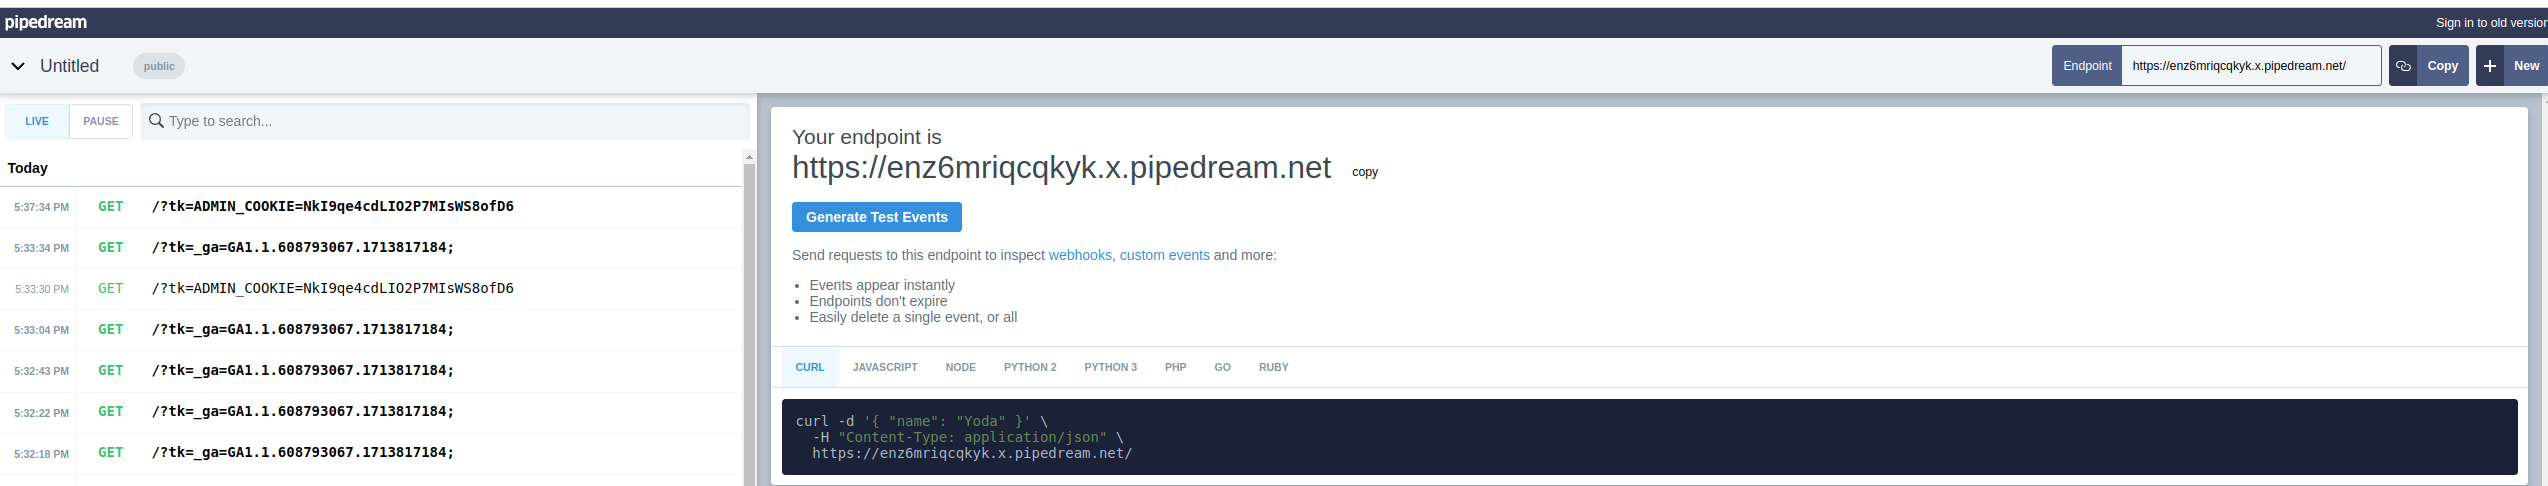 pipedream
Sign in to old version
Untitled
public
Endpoint
https://enz6mriqcqkyk.x.pipedream.net/
Copy
New
LIVE
PAUSE
Type to search...
Today
5:37:34 PM GET /?tk=ADMIN_COOKIE=NkI9qe4cdLIO2P7MIsWS8ofD6
5:33:34 PM GET /?tk=_ga=GA1.1.608793067.1713817184;
5:33:30 PM GET /?tk=ADMIN_COOKIE=NkI9qe4cdLIO2P7MIsWS8ofD6
5:33:04 PM GET /?tk=_ga=GA1.1.608793067.1713817184;
5:32:43 PM GET /?tk=_ga=GA1.1.608793067.1713817184;
5:32:22 PM GET /?tk=_ga=GA1.1.608793067.1713817184;
5:32:18 PM GET /?tk=_ga=GA1.1.608793067.1713817184;
Your endpoint is
https://enz6mriqcqkyk.x.pipedream.net copy
Generate Test Events
Send requests to this endpoint to inspect webhooks, custom events and more:
• Events appear instantly
• Endpoints don't expire
• Easily delete a single event, or all
CURL JAVASCRIPT NODE PYTHON 2 PYTHON 3 PHP GO RUBY
curl -d '{ "name": "Yoda" }' \
-H "Content-Type: application/json" \
https://enz6mriqcqkyk.x.pipedream.net/